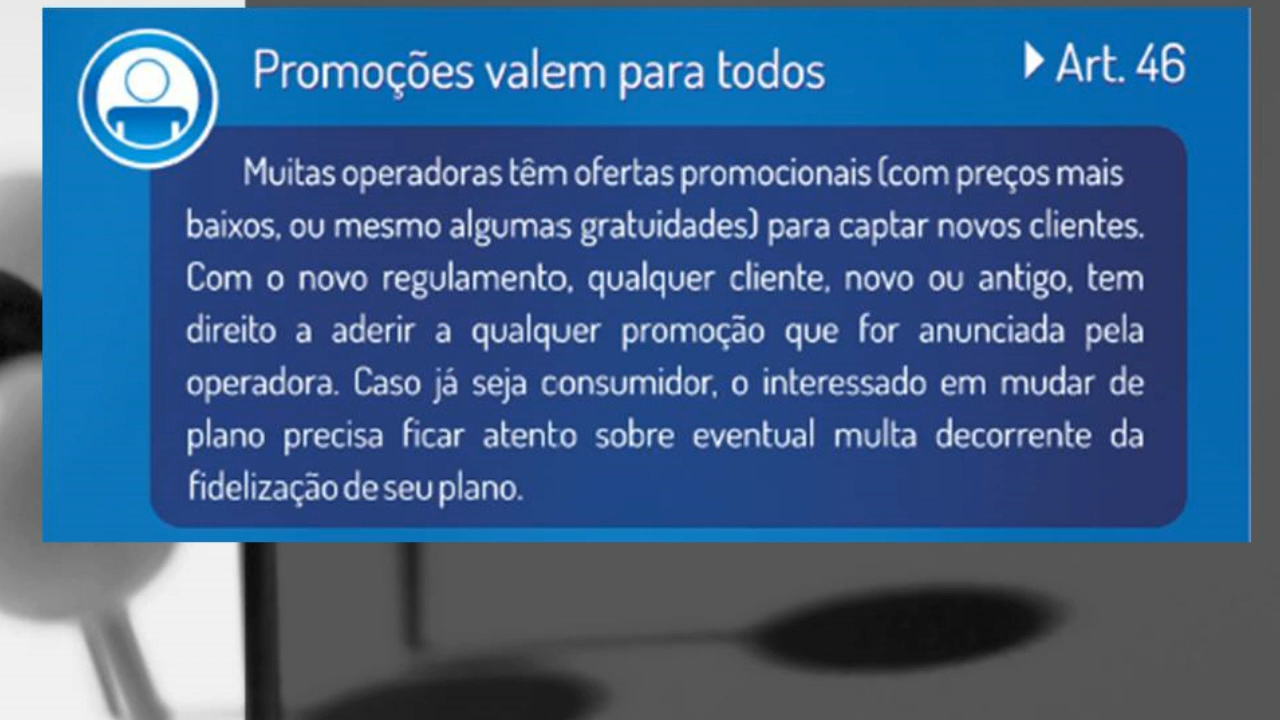 Promoções valem para todos
Art. 46
Muitas operadoras têm ofertas promocionais (com preços mais
baixos, ou mesmo algumas gratuidades) para captar novos clientes.
Com o novo regulamento, qualquer cliente, novo ou antigo, tem
direito a aderir a qualquer promoção que for anunciada pela
operadora. Caso já seja consumidor, o interessado em mudar de
plano precisa ficar atento sobre eventual multa decorrente da
fidelização de seu plano.